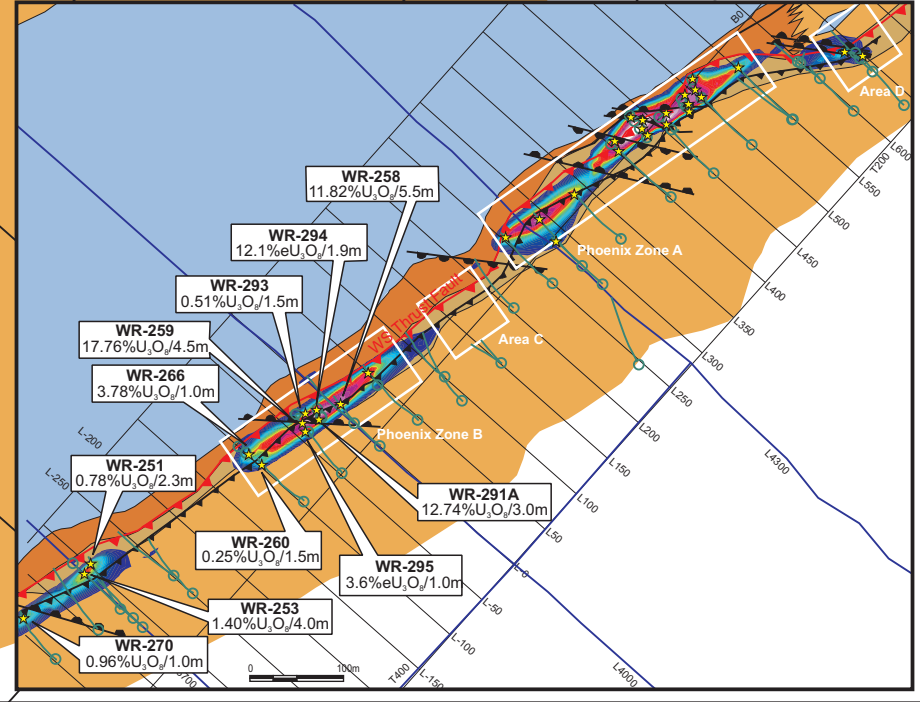 B0
Area D
L600
T200
L550
L500
L450
L400
L350
L300
L250
L200
L150
L100
L50
L-0
L-50
L-100
L-150
T400
L4300
L4000
Phoenix Zone A
WS Thrust Fault
Area C
Phoenix Zone B
WR-258
11.82%U₃O₈/5.5m
WR-294
12.1%eU₃O₈/1.9m
WR-293
0.51%U₃O₈/1.5m
WR-259
17.76%U₃O₈/4.5m
WR-266
3.78%U₃O₈/1.0m
L-200
L-250
WR-251
0.78%U₃O₈/2.3m
WR-291A
12.74%U₃O₈/3.0m
WR-260
0.25%U₃O₈/1.5m
WR-295
3.6%eU₃O₈/1.0m
WR-253
1.40%U₃O₈/4.0m
WR-270
0.96%U₃O₈/1.0m
0 100m